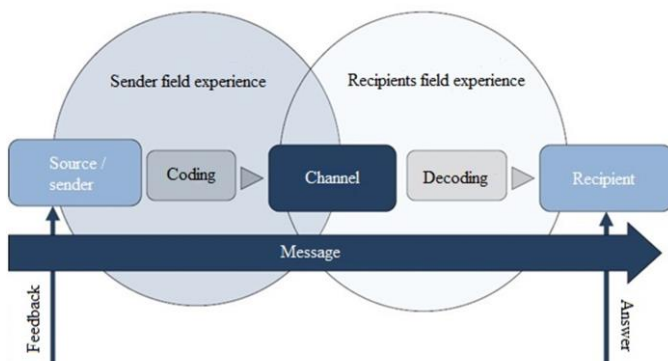 Sender field experience
Recipients field experience
Source /
sender
Coding
Channel
Decoding
Recipient
Message
Feedback
Answer